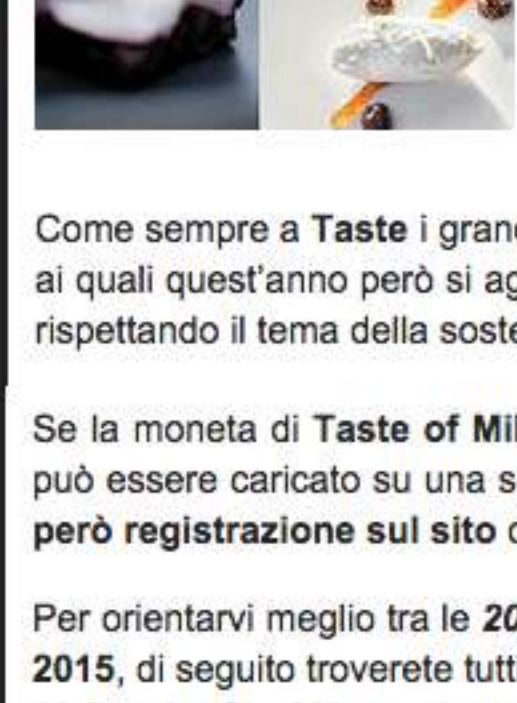 Come sempre a Taste i grand
ai quali quest'anno però si ag
rispettando il tema della soste
Se la moneta di Taste of Mil
può essere caricato su una s
però registrazione sul sito
Per orientarvi meglio tra le 20
2015, di seguito troverete tutti